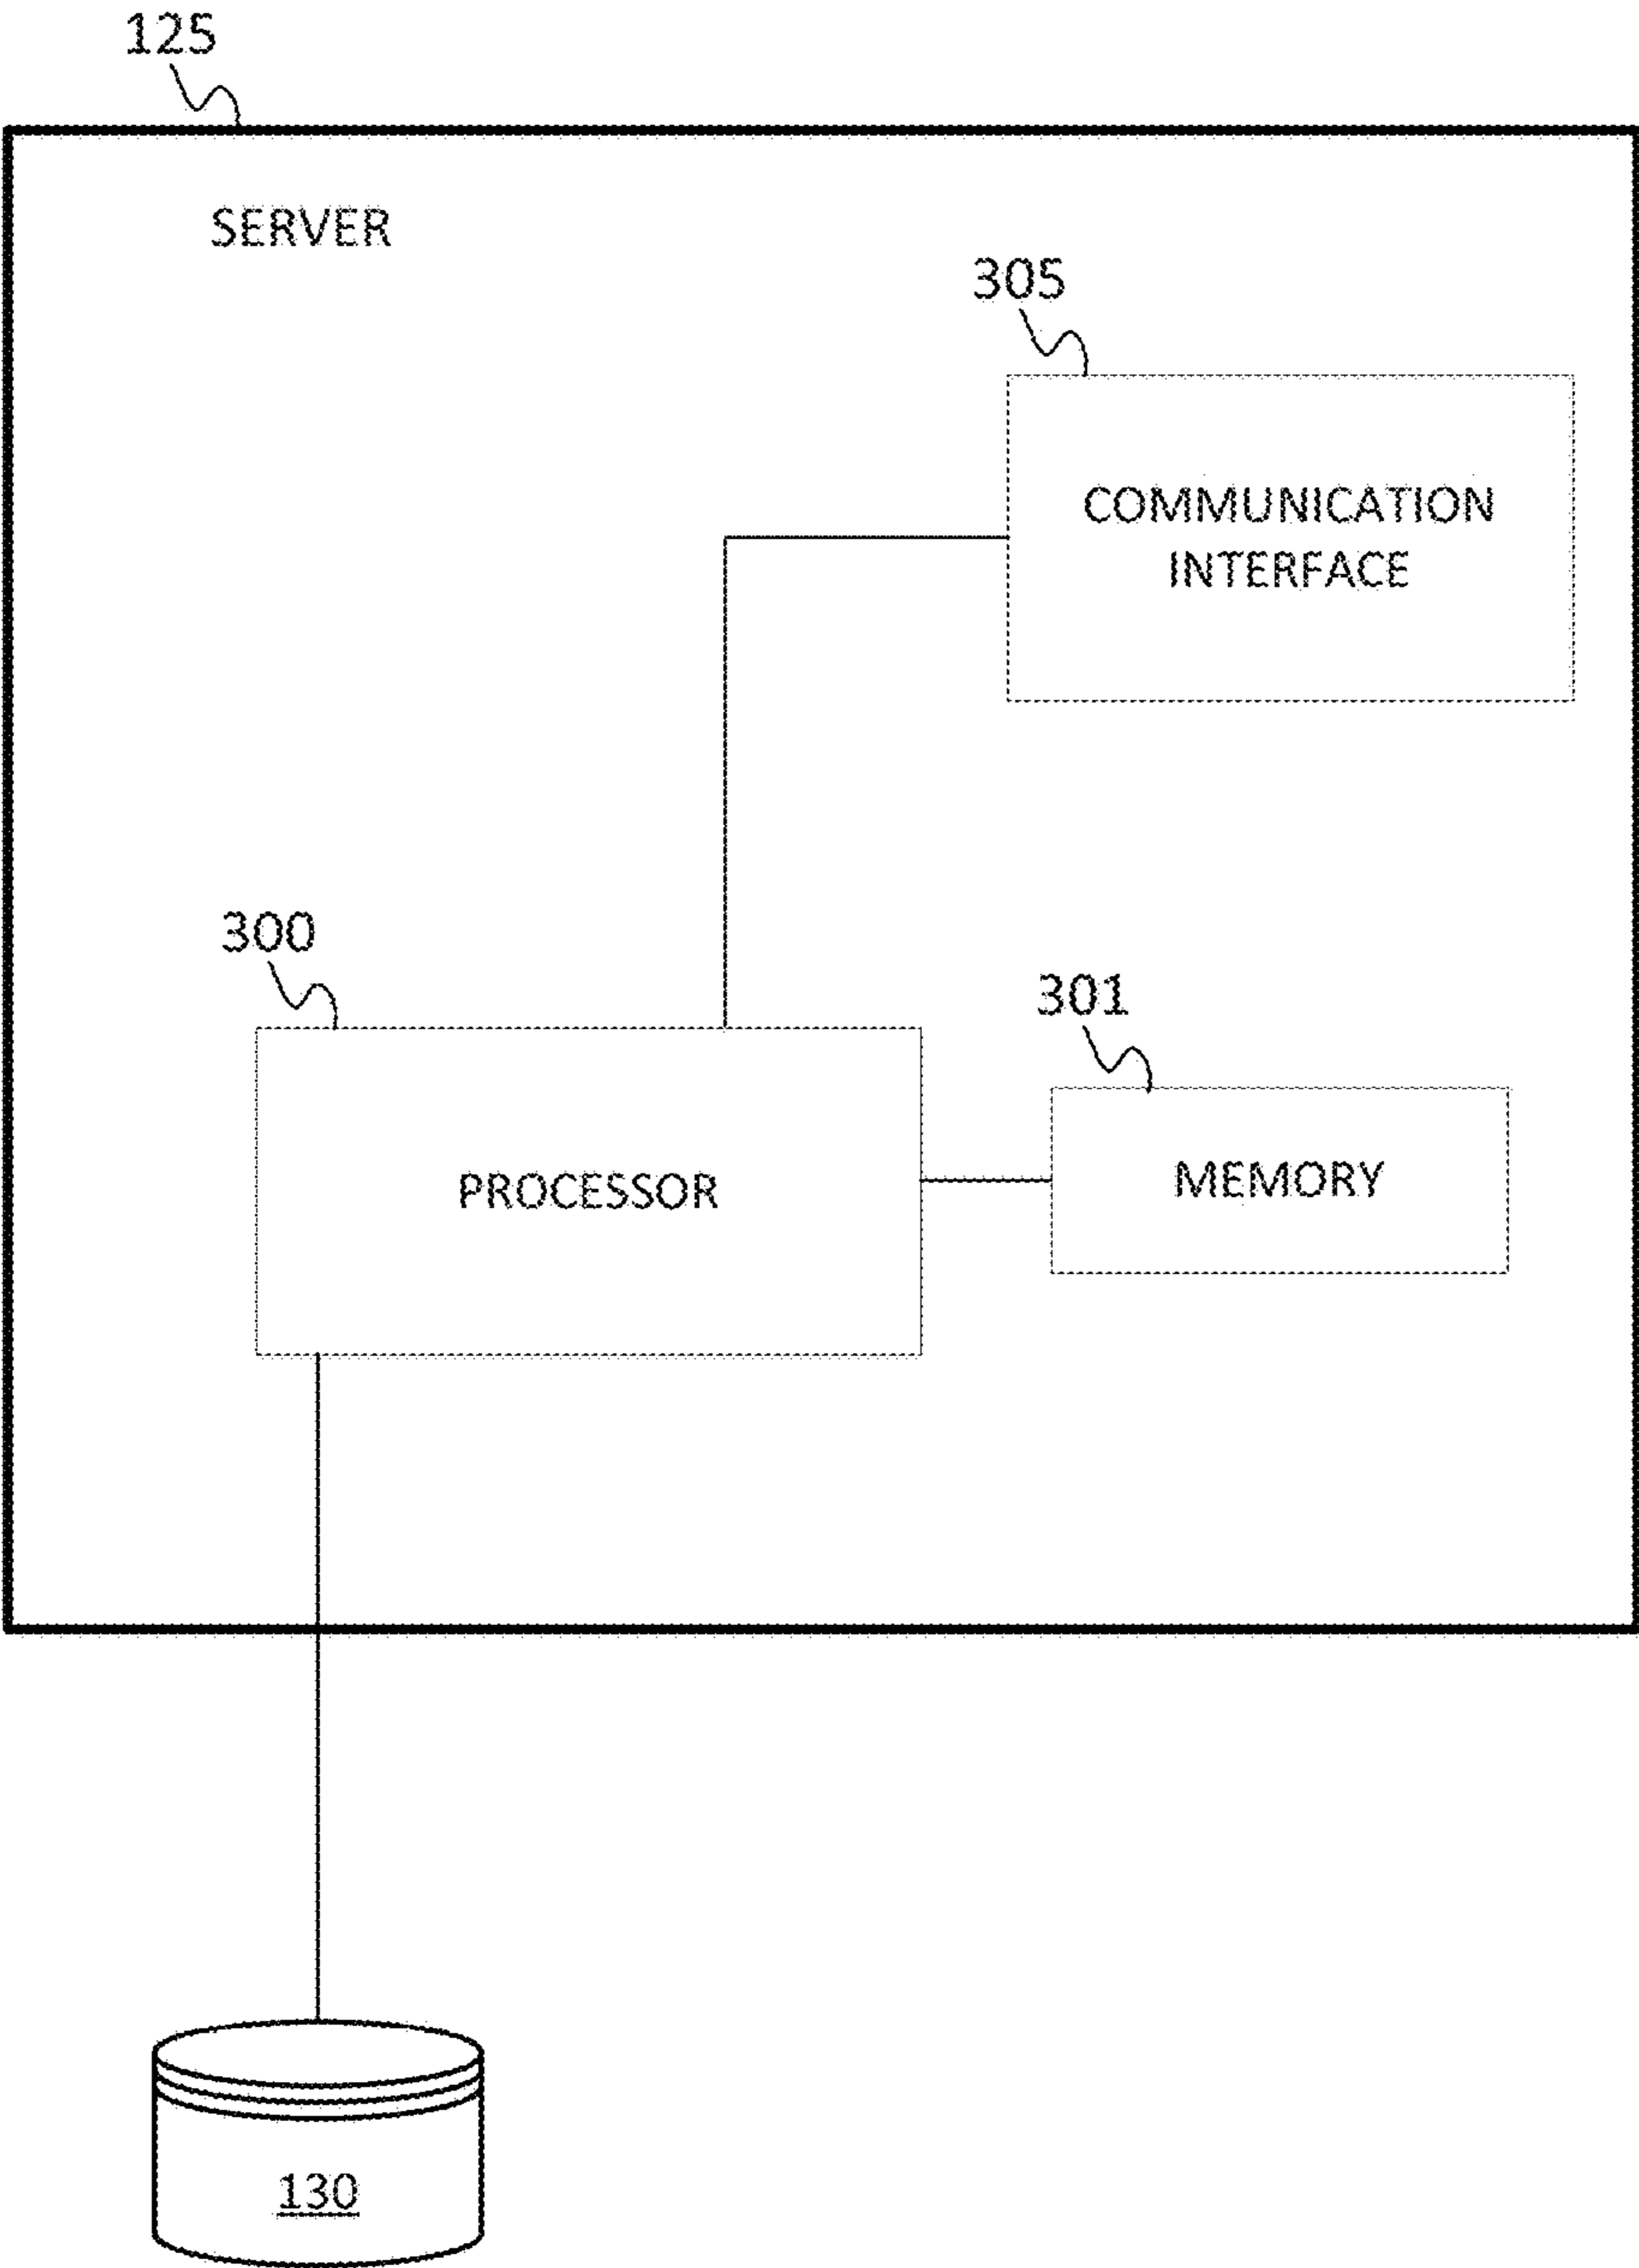 125
SERVER
305
COMMUNICATION
INTERFACE
300
301
PROCESSOR
MEMORY
130